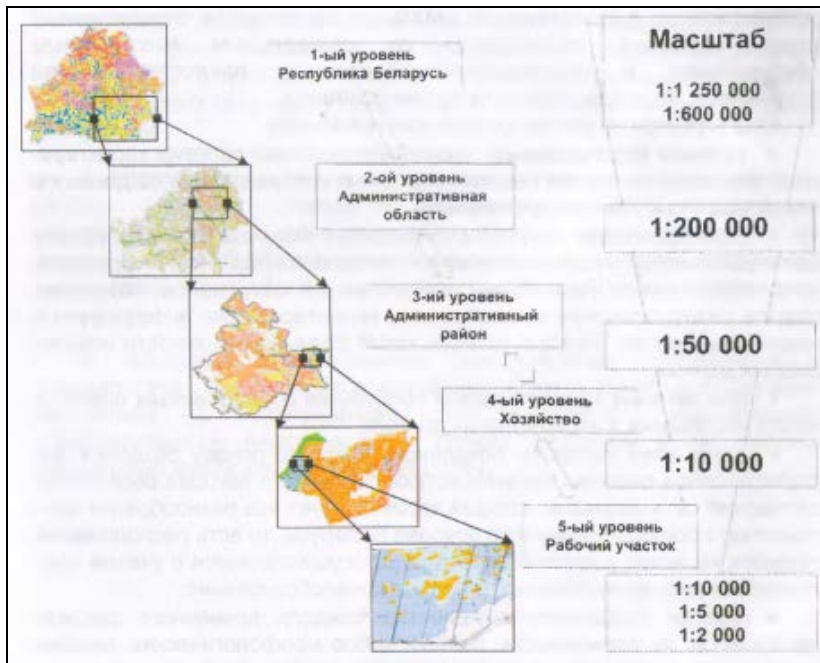 1-ый уровень
Республика Беларусь
Масштаб
1:1 250 000
1:600 000
2-ой уровень
Административная
область
1:200 000
3-ий уровень
Административный
район
1:50 000
4-ый уровень
Хозяйство
1:10 000
5-ый уровень
Рабочий участок
1:10 000
1:5 000
1:2 000